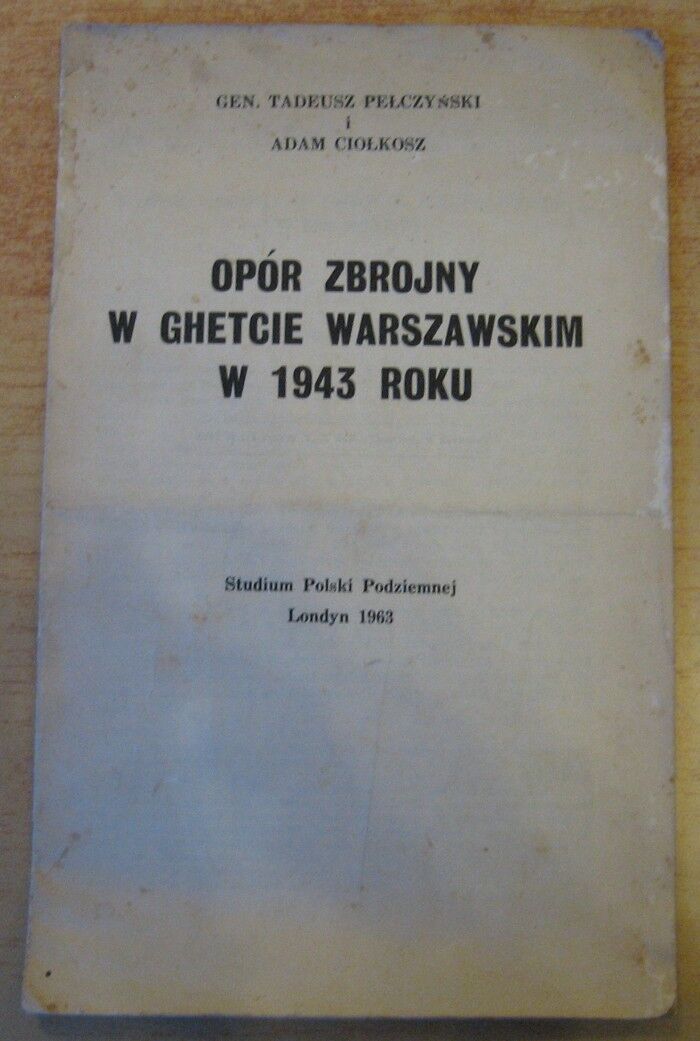 GEN. TADEUSZ PEŁCZYŃSKI
i
ADAM CIOŁKOSZ
OPÓR ZBROJNY
W GHETCIE WARSZAWSKIM
W 1943 ROKU
Studium Polski Podziemnej
Londyn 1963